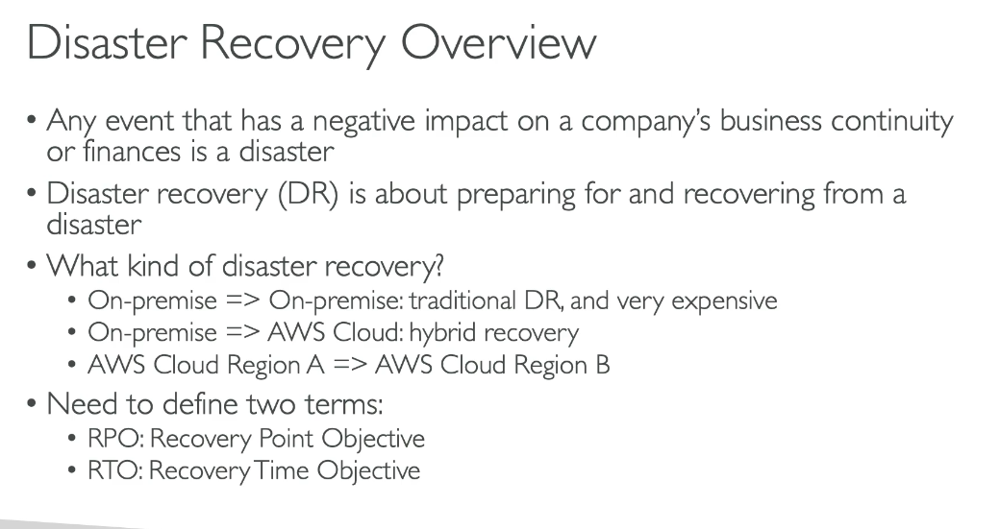 Disaster Recovery Overview
• Any event that has a negative impact on a company's business continuity
or finances is a disaster
• Disaster recovery (DR) is about preparing for and recovering from a
disaster
• What kind of disaster recovery?
• On-premise => On-premise: traditional DR, and very expensive
• On-premise => AWS Cloud: hybrid recovery
• AWS Cloud Region A => AWS Cloud Region B
• Need to define two terms:
• RPO: Recovery Point Objective
• RTO: Recovery Time Objective